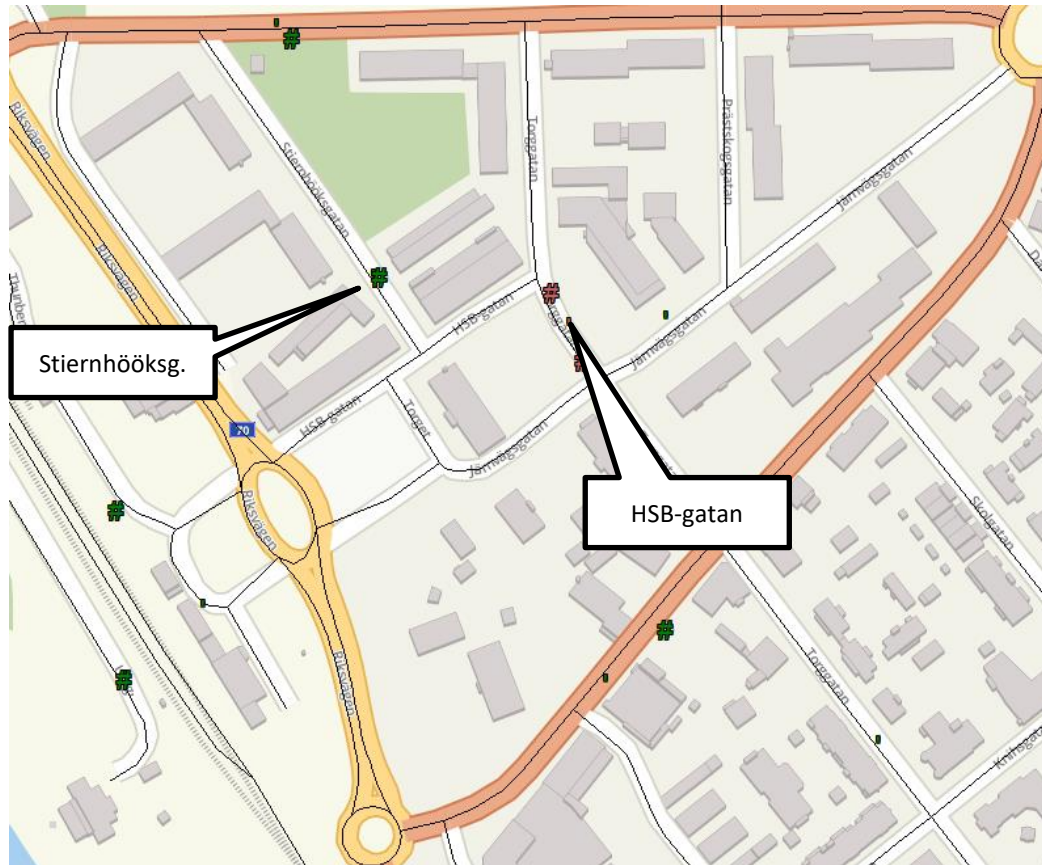 Riksvägen
Stiernhööksgatan
Torggatan
Prästskogsgatan
Järnvägsgatan
Riksvägen
Stiernhööksg.
HSB-gatan
Järnvägsgatan
HSB-gatan
Torget
70
Järnvägsgatan
HSB-gatan
Riksvägen
Skolgatan
Riksvägen
Torggatan